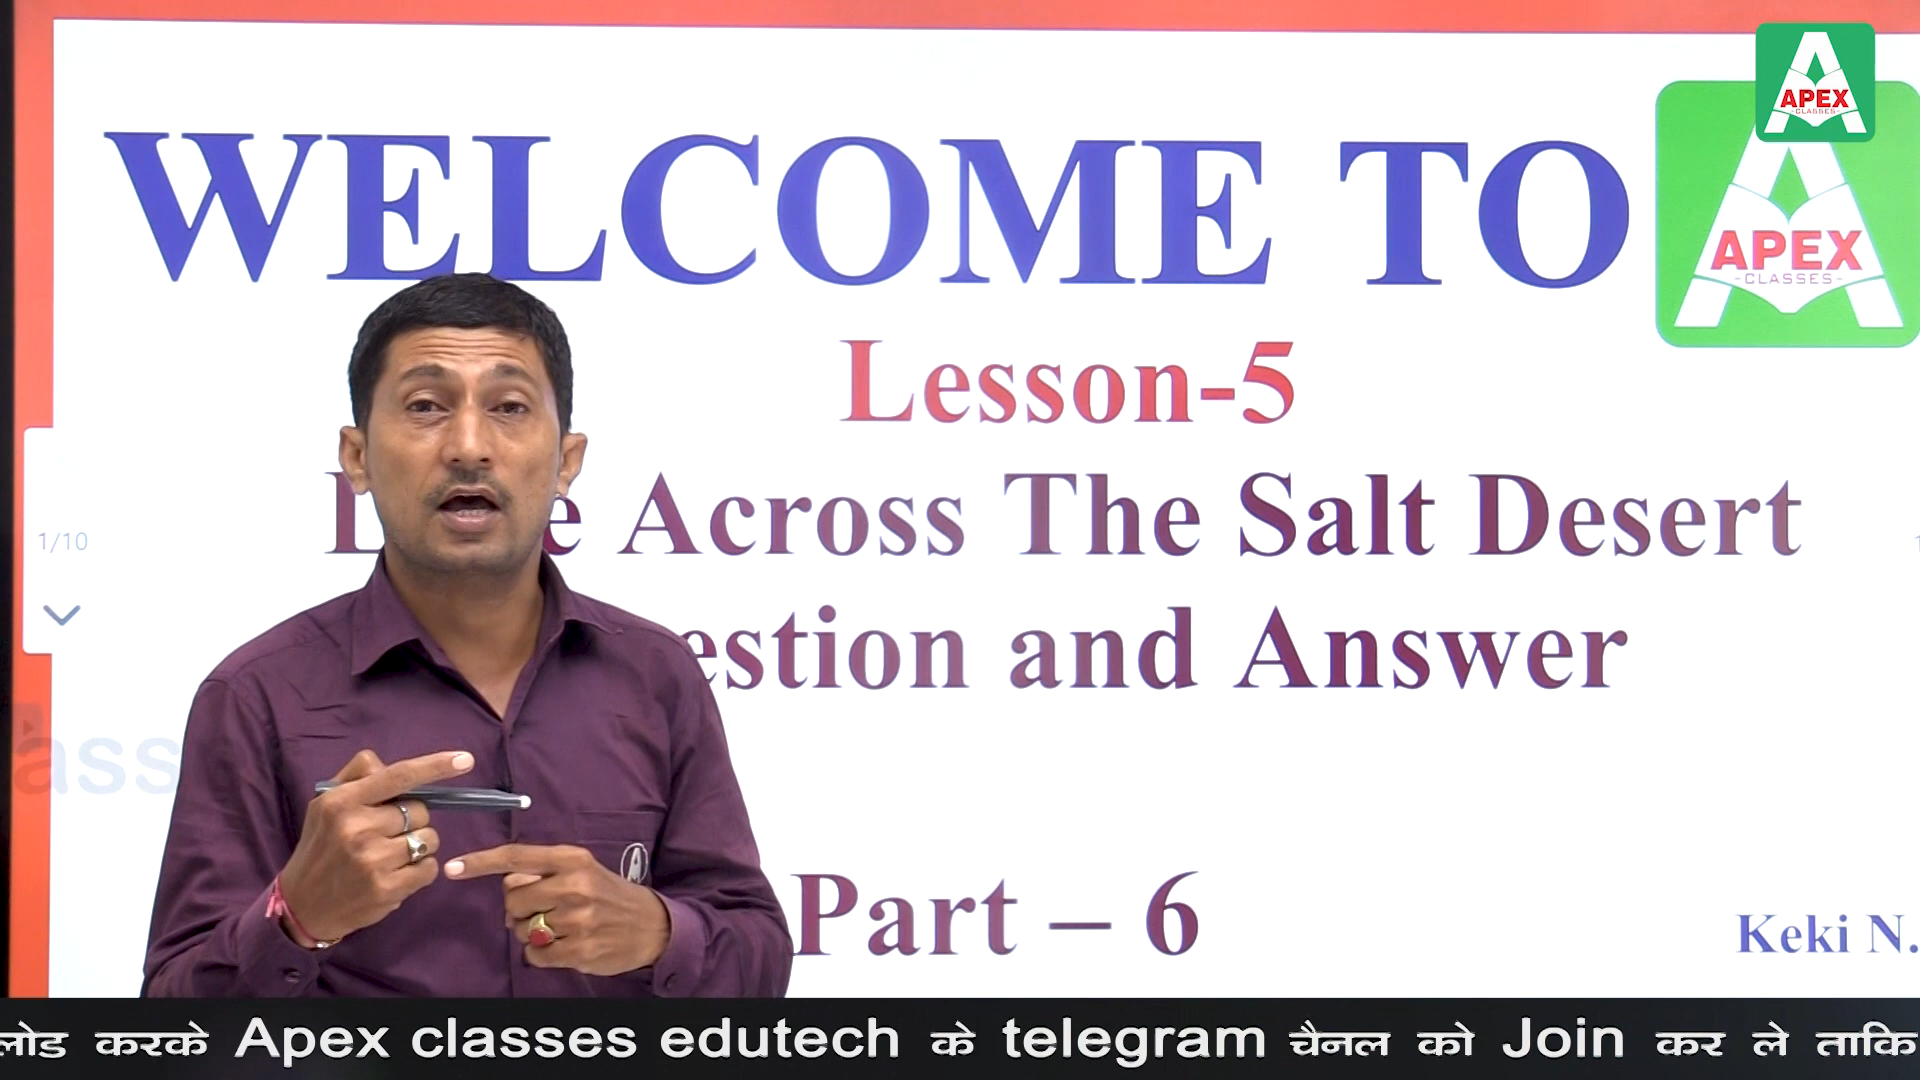 WELCOME TO
APEX
CLASSES
APEX
-CLASSES-
Lesson-5
Across The Salt Desert
estion and Answer
1/10
ass
Part – 6
Keki N.
लोड करके Apex classes edutech के telegram चैनल को Join कर ले ताकि